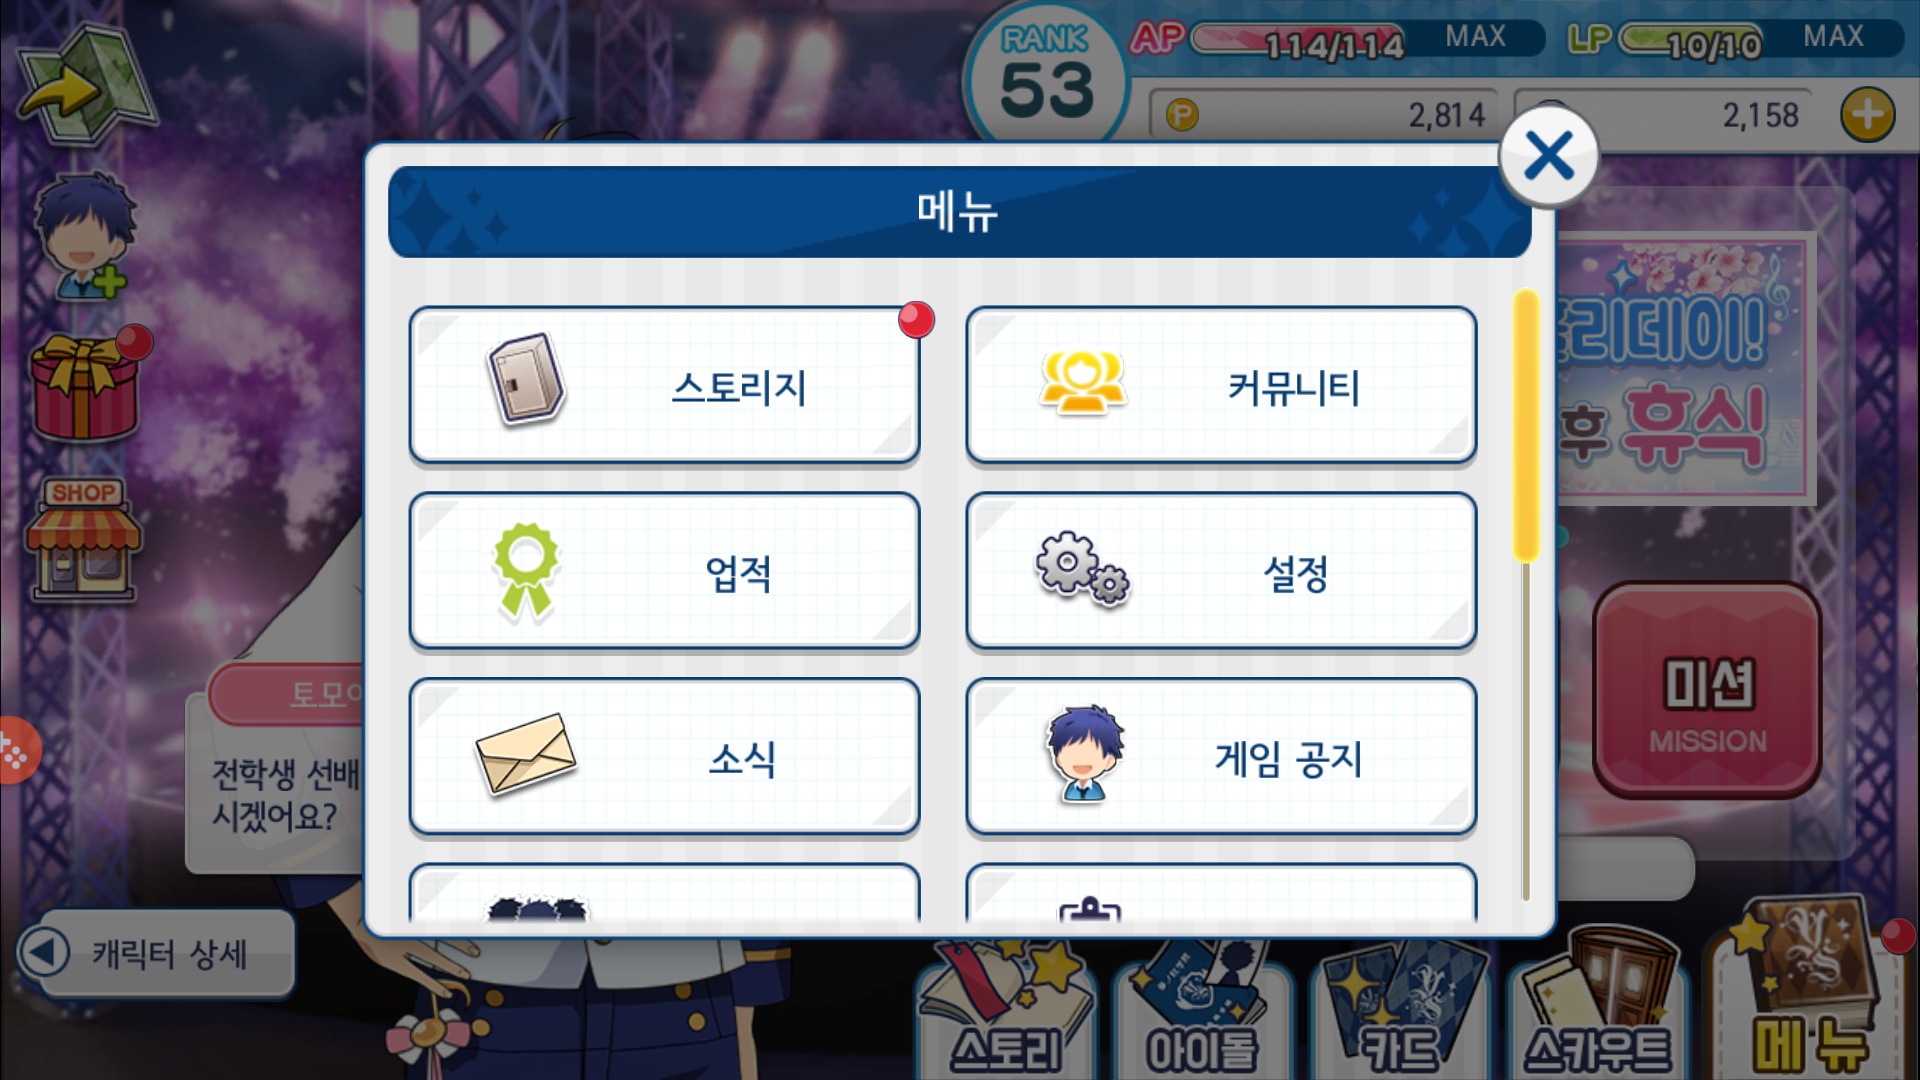 RANK
53
AP 114/114 MAX
LP 10/10 MAX
P 2,814
2,158
메뉴
스토리지
커뮤니티
업적
설정
소식
게임 공지
SHOP
리데이!
후 휴식
미션
MISSION
토모
전학생 선배
시겠어요?
캐릭터 상세
스토리
아이돌
카드
스카우트
메뉴